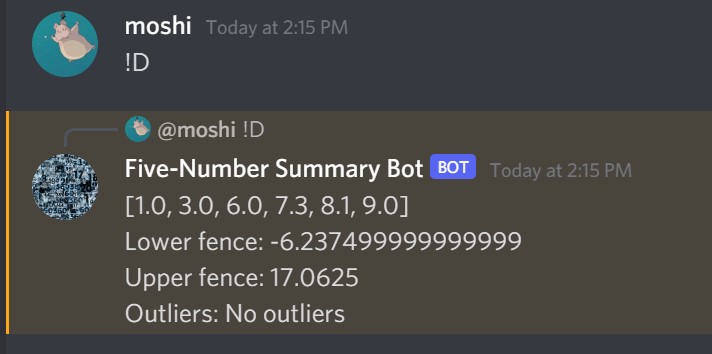 moshi Today at 2:15 PM
!D
@moshi !D
Five-Number Summary Bot BOT Today at 2:15 PM
[1.0, 3.0, 6.0, 7.3, 8.1, 9.0]
Lower fence: -6.237499999999999
Upper fence: 17.0625
Outliers: No outliers